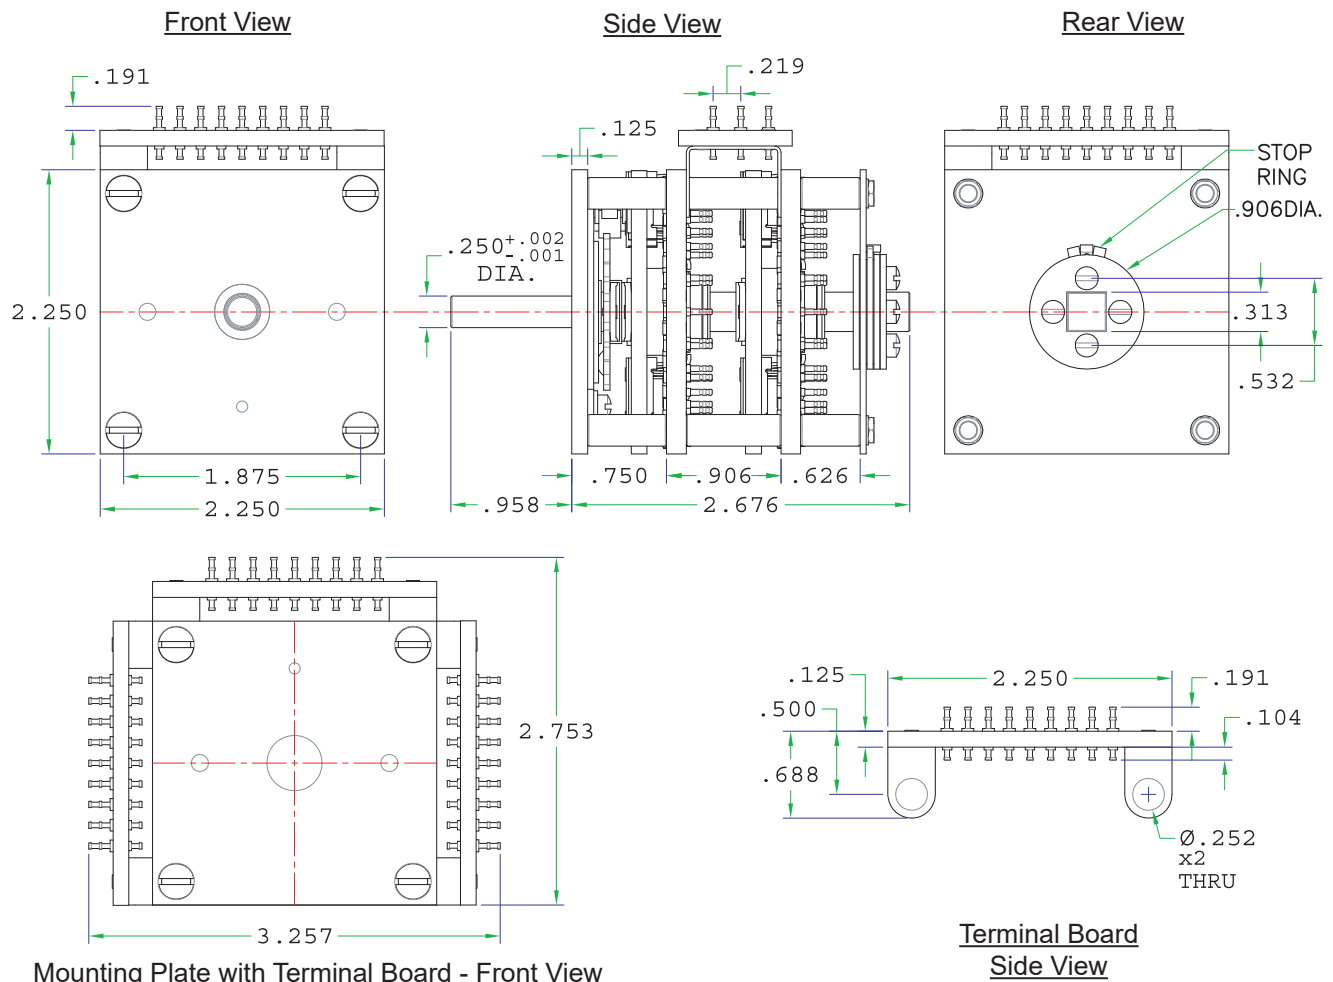 Front View
Side View
Rear View
.191
.219
.125
STOP
RING
.906DIA.
.250 +.002
-.001
DIA.
2.250
.313
.532
1.875
2.250
.750
.906
.626
.958
2.676
2.753
3.257
Mounting Plate with Terminal Board - Front View
.125
2.250
.191
.500
.104
.688
Ø.252
x2
THRU
Terminal Board
Side View